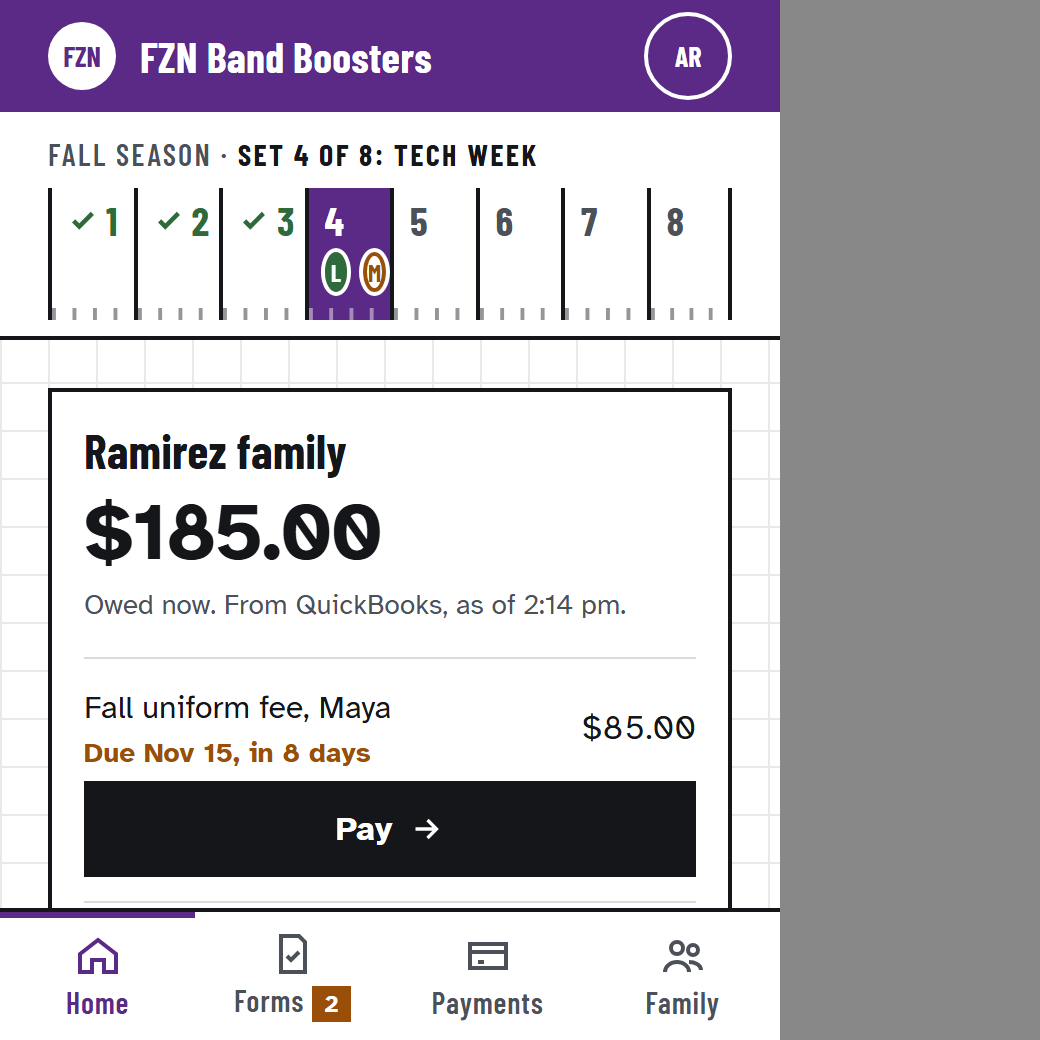 FZN FZN Band Boosters AR
FALL SEASON · SET 4 OF 8: TECH WEEK
1 2 3 4 5 6 7 8
L M
Ramirez family
$185.00
Owed now. From QuickBooks, as of 2:14 pm.
Fall uniform fee, Maya
$85.00
Due Nov 15, in 8 days
Pay →
Home Forms 2 Payments Family